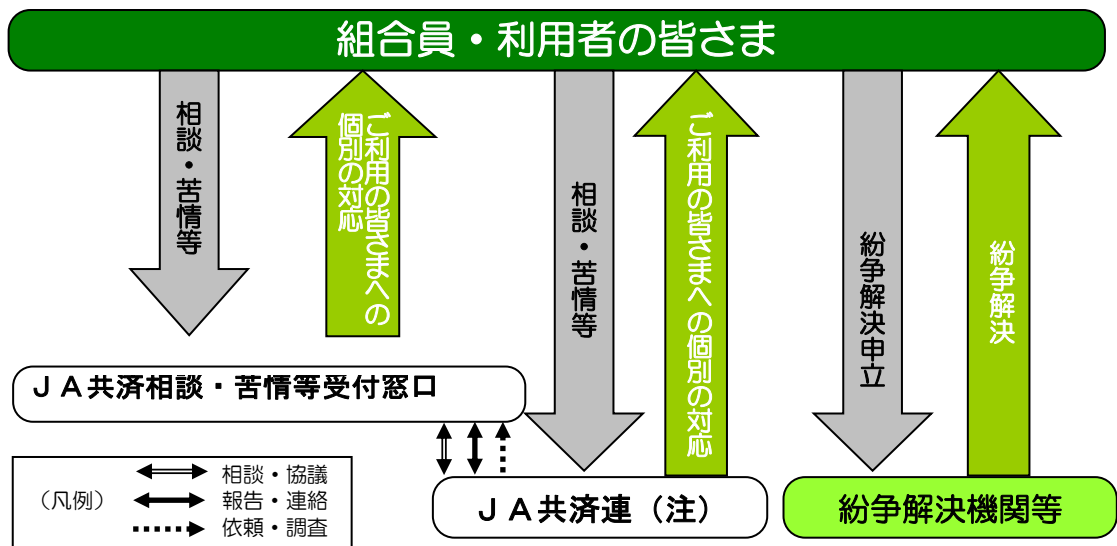 組合員・利用者の皆さま
相談・苦情等
ご利用の皆さまへの
個別の対応
相談・苦情等
ご利用の皆さまへの個別の対応
紛争解決申立
紛争解決
ＪＡ共済相談・苦情等受付窓口
ＪＡ共済連（注）
紛争解決機関等
（凡例）
相談・協議
報告・連絡
依頼・調査